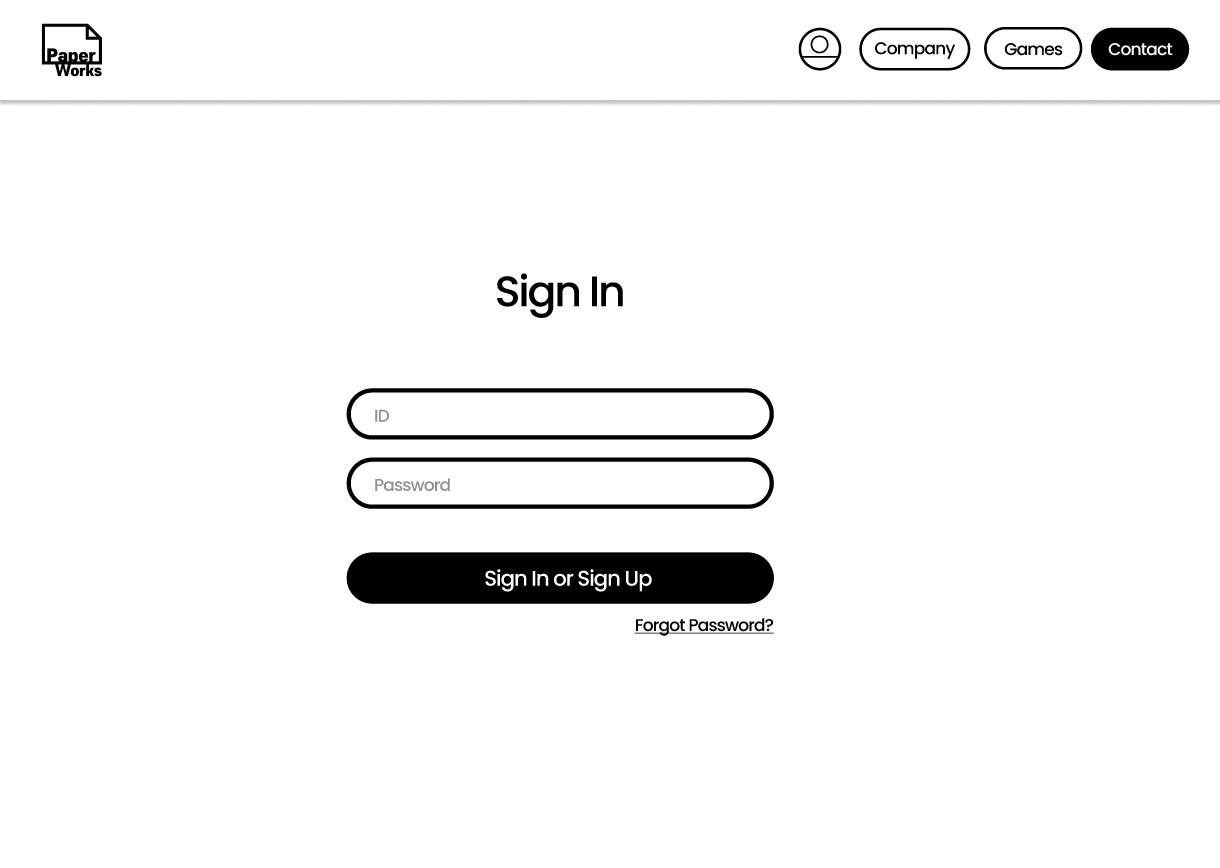 Paper
Works
Company
Games
Contact
Sign In
ID
Password
Sign In or Sign Up
Forgot Password?